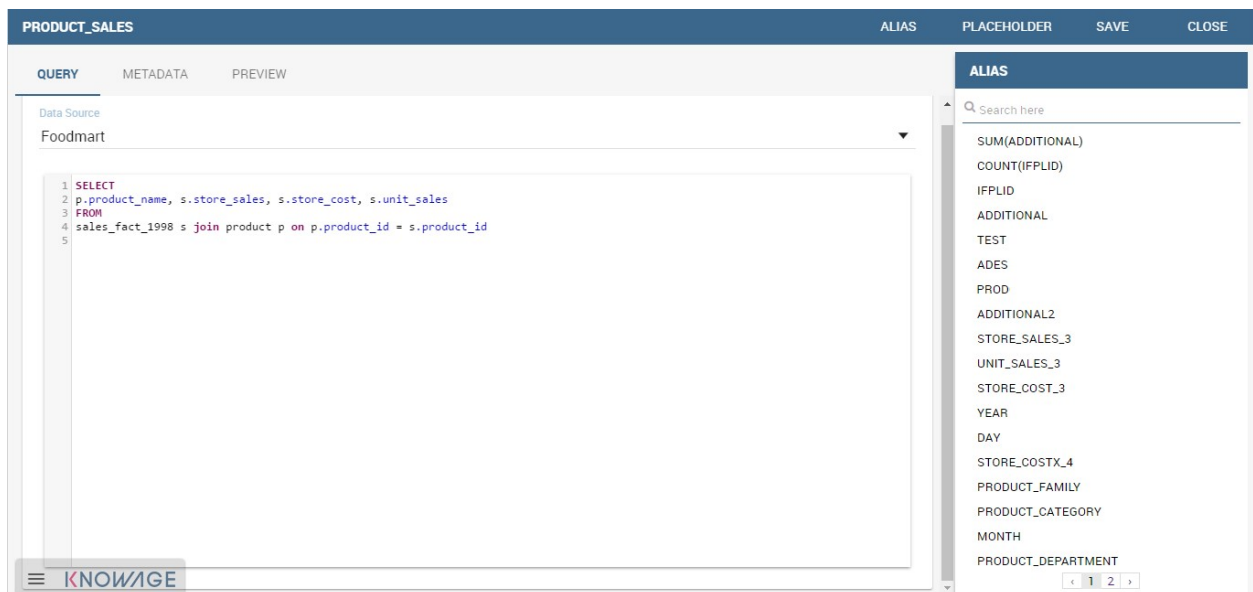 PRODUCT_SALES ALIAS PLACEHOLDER SAVE CLOSE
QUERY METADATA PREVIEW
Data Source
Foodmart
1 SELECT
2 p.product_name, s.store_sales, s.store_cost, s.unit_sales
3 FROM
4 sales_fact_1998 s join product p on p.product_id = s.product_id
5
KNOWAGE
ALIAS
Search here
SUM(ADDITIONAL)
COUNT(IFPLID)
IFPLID
ADDITIONAL
TEST
ADES
PROD
ADDITIONAL2
STORE_SALES_3
UNIT_SALES_3
STORE_COST_3
YEAR
DAY
STORE_COSTX_4
PRODUCT_FAMILY
PRODUCT_CATEGORY
MONTH
PRODUCT_DEPARTMENT
‹ 1 2 ›